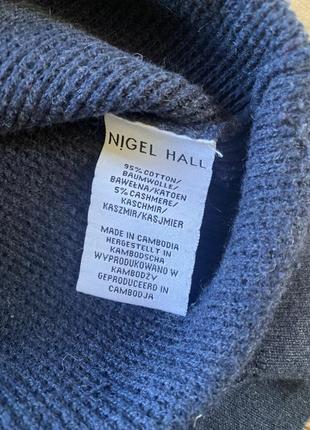 NIGEL HALL
95% COTTON/
BAUMWOLLE/
BAWEŁNA/KATOEN
5% CASHMERE/
KASCHMIR/
KASZMIR/KASJMIER
MADE IN CAMBODIA
HERGESTELLT IN
KAMBODSCHA
WYPRODUKOWANO W
KAMBODŻY
GEPRODUCEERD IN
CAMBODJA